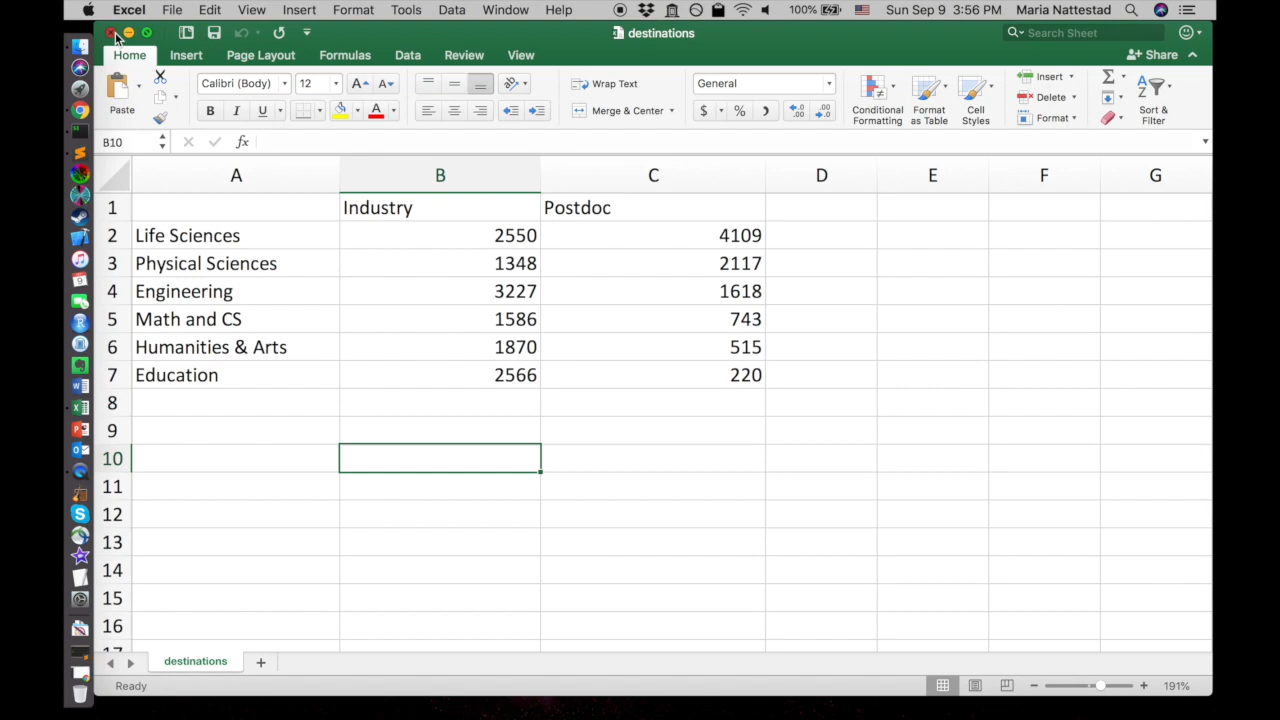 Excel File Edit View Insert Format Tools Data Window Help 100% Sun Sep 9 3:56 PM Maria Nattestad
destinations Search Sheet
Home Insert Page Layout Formulas Data Review View Share
Paste Calibri (Body) 12 A A Wrap Text General Conditional Formatting Format as Table Cell Styles Insert Delete Format Sort & Filter
B I U A Merge & Center $ %
B10 fx
A B C D E F G
1 Industry Postdoc
2 Life Sciences 2550 4109
3 Physical Sciences 1348 2117
4 Engineering 3227 1618
5 Math and CS 1586 743
6 Humanities & Arts 1870 515
7 Education 2566 220
8
9
10
11
12
13
14
15
16
17
destinations
Ready 191%